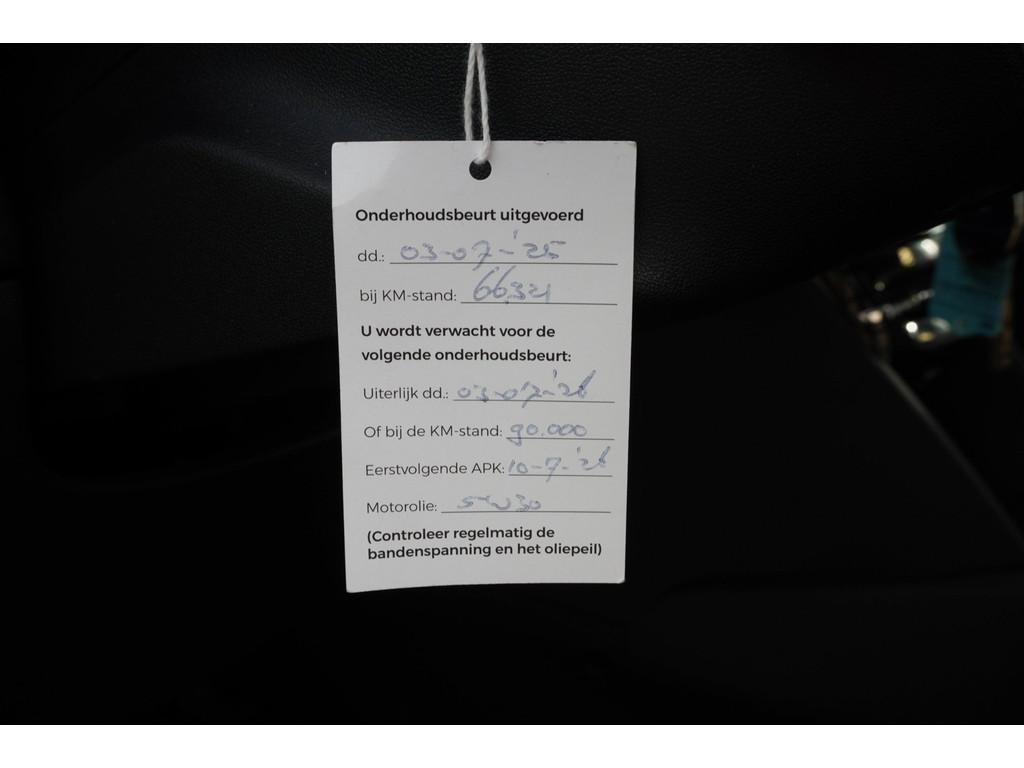 Onderhoudsbeurt uitgevoerd
dd.: 03-07-'25
bij KM-stand: 66.321
U wordt verwacht voor de
volgende onderhoudsbeurt:
Uiterlijk dd.: 03-07-'26
Of bij de KM-stand: 90.000
Eerstvolgende APK: 10-7-'26
Motorolie: 5W30
(Controleer regelmatig de
bandenspanning en het oliepeil)